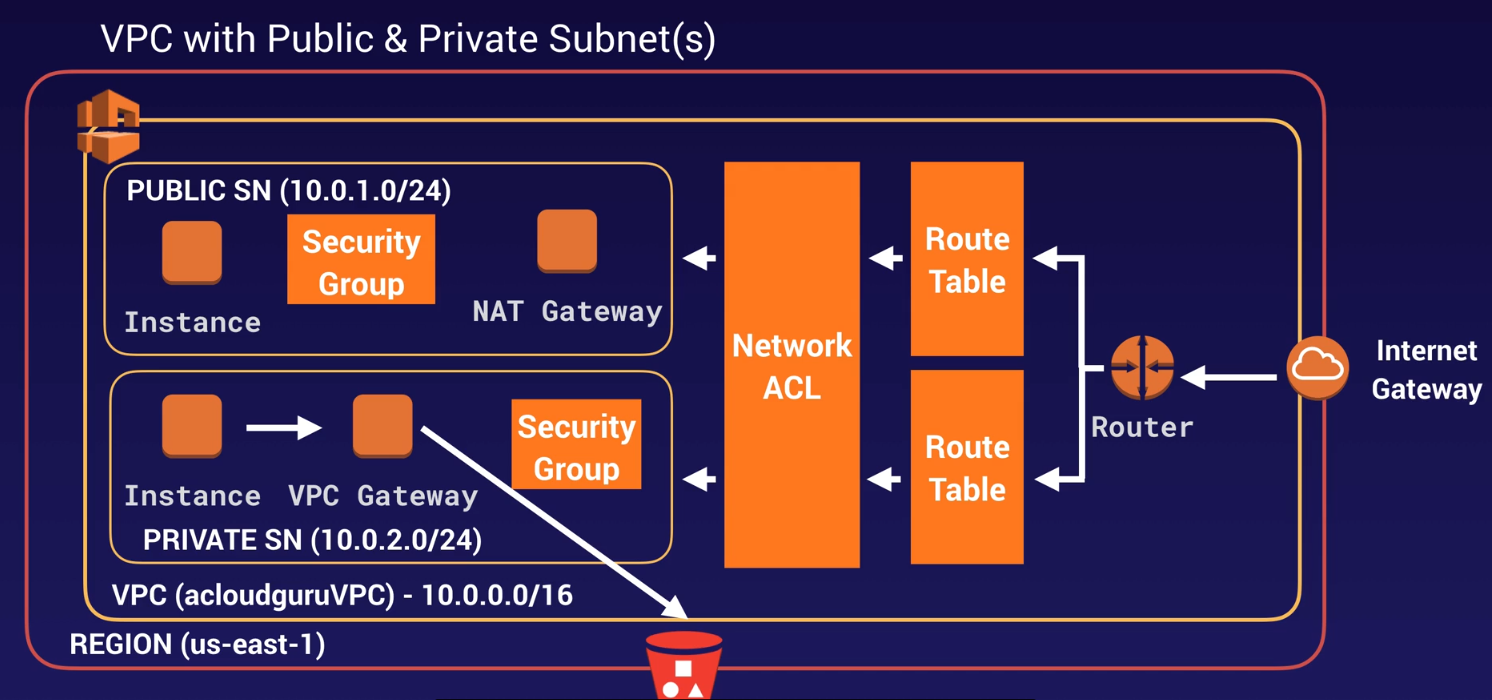 VPC with Public & Private Subnet(s)
PUBLIC SN (10.0.1.0/24)
Security
Group
Instance
NAT Gateway
Instance
VPC Gateway
Security
Group
PRIVATE SN (10.0.2.0/24)
VPC (acloudguruVPC) - 10.0.0.0/16
REGION (us-east-1)
Network
ACL
Route
Table
Route
Table
Router
Internet
Gateway